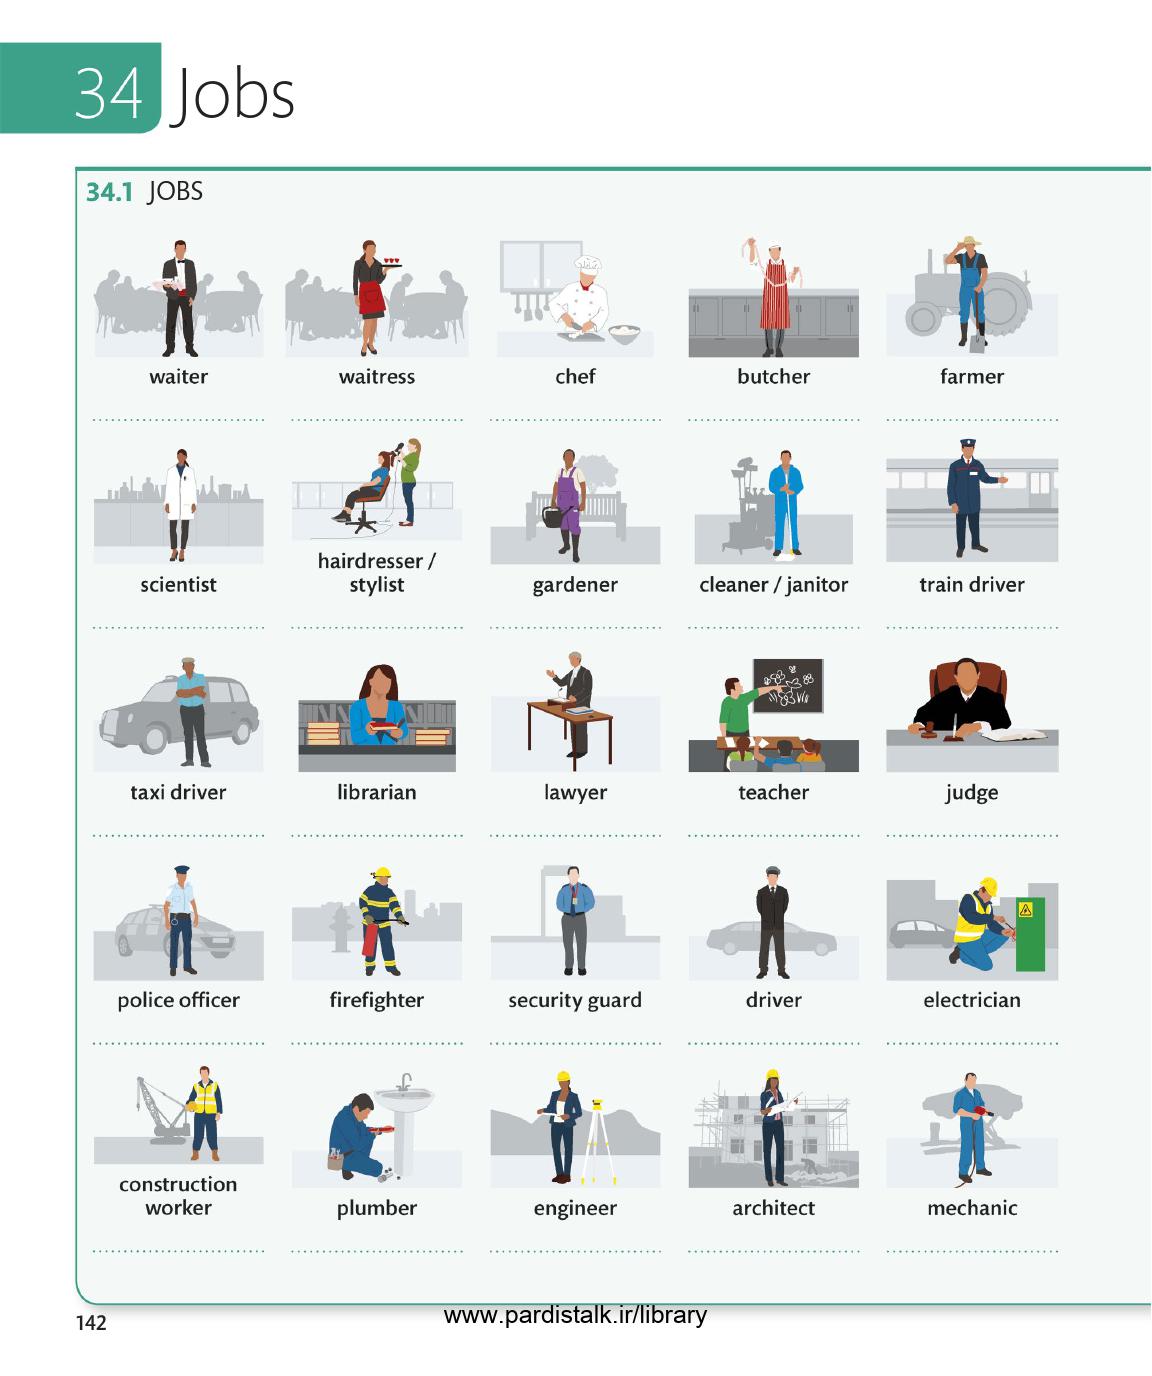 34 Jobs
34.1 JOBS
waiter
waitress
chef
butcher
farmer
scientist
hairdresser /
stylist
gardener
cleaner / janitor
train driver
taxi driver
librarian
lawyer
teacher
judge
police officer
firefighter
security guard
driver
electrician
construction
worker
plumber
engineer
architect
mechanic
142
www.pardistalk.ir/library